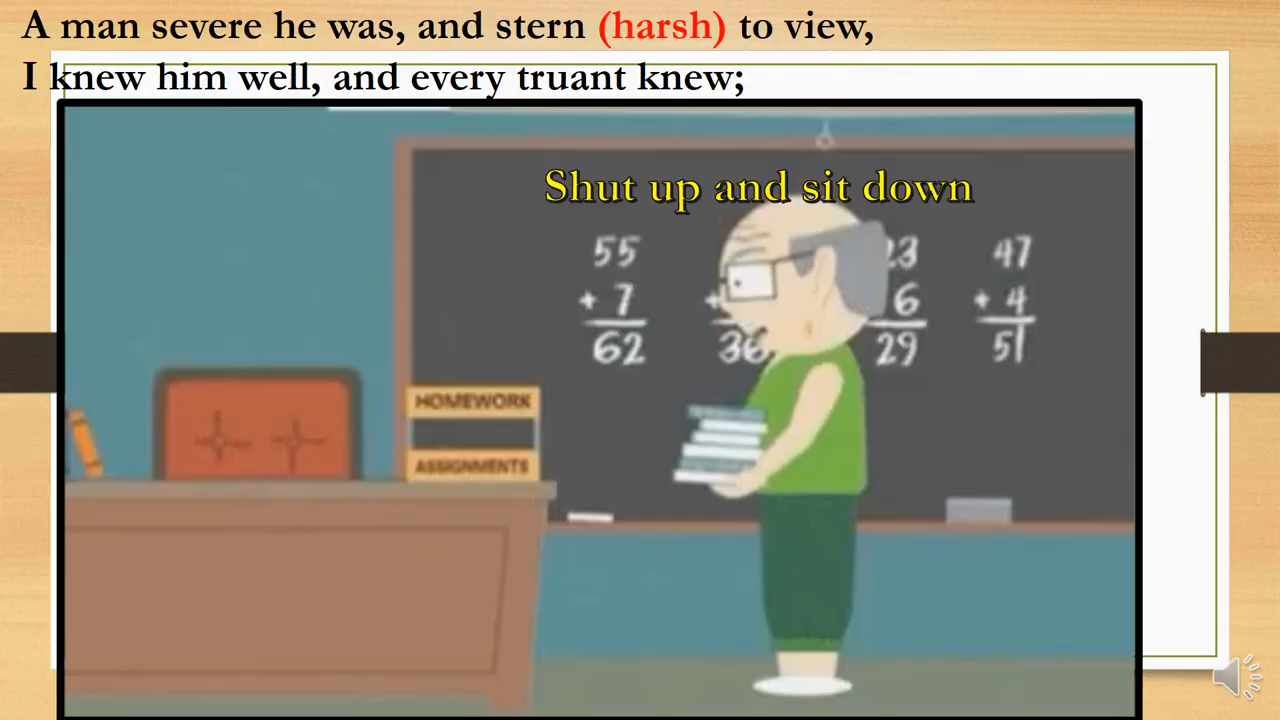 A man severe he was, and stern (harsh) to view,
I knew him well, and every truant knew;
Shut up and sit down
55 23 47
+ 7 + 6 + 4
62 36 29 51
HOMEWORK
ASSIGNMENTS